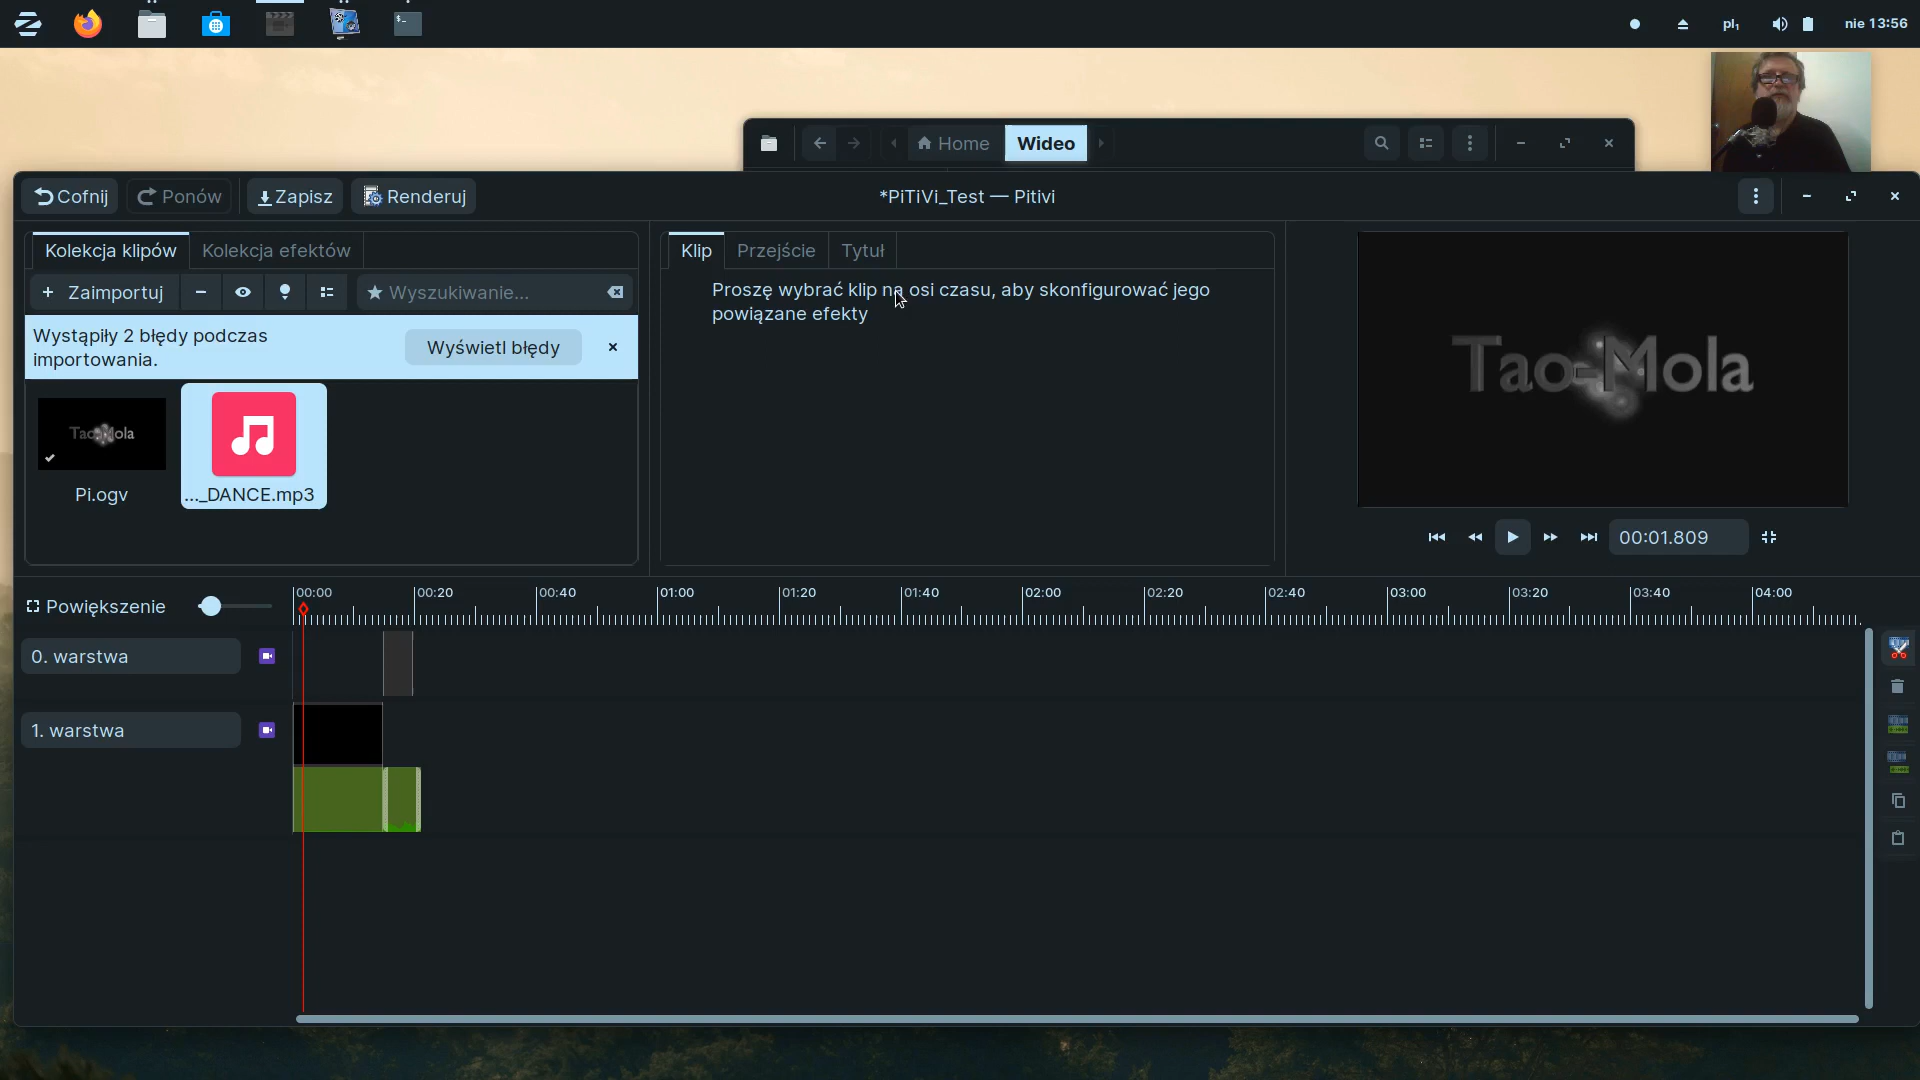 pl₁
nie 13:56
Home
Wideo
Cofnij
Ponów
Zapisz
Renderuj
*PiTiVi_Test — Pitivi
Kolekcja klipów
Kolekcja efektów
Klip
Przejście
Tytuł
Zaimportuj
Wyszukiwanie...
Proszę wybrać klip na osi czasu, aby skonfigurować jego
powiązane efekty
Wystąpiły 2 błędy podczas
importowania.
Wyświetl błędy
Tao-Mola
Pi.ogv
..._DANCE.mp3
Tao-Mola
00:01.809
Powiększenie
00:00
00:20
00:40
01:00
01:20
01:40
02:00
02:20
02:40
03:00
03:20
03:40
04:00
0. warstwa
1. warstwa